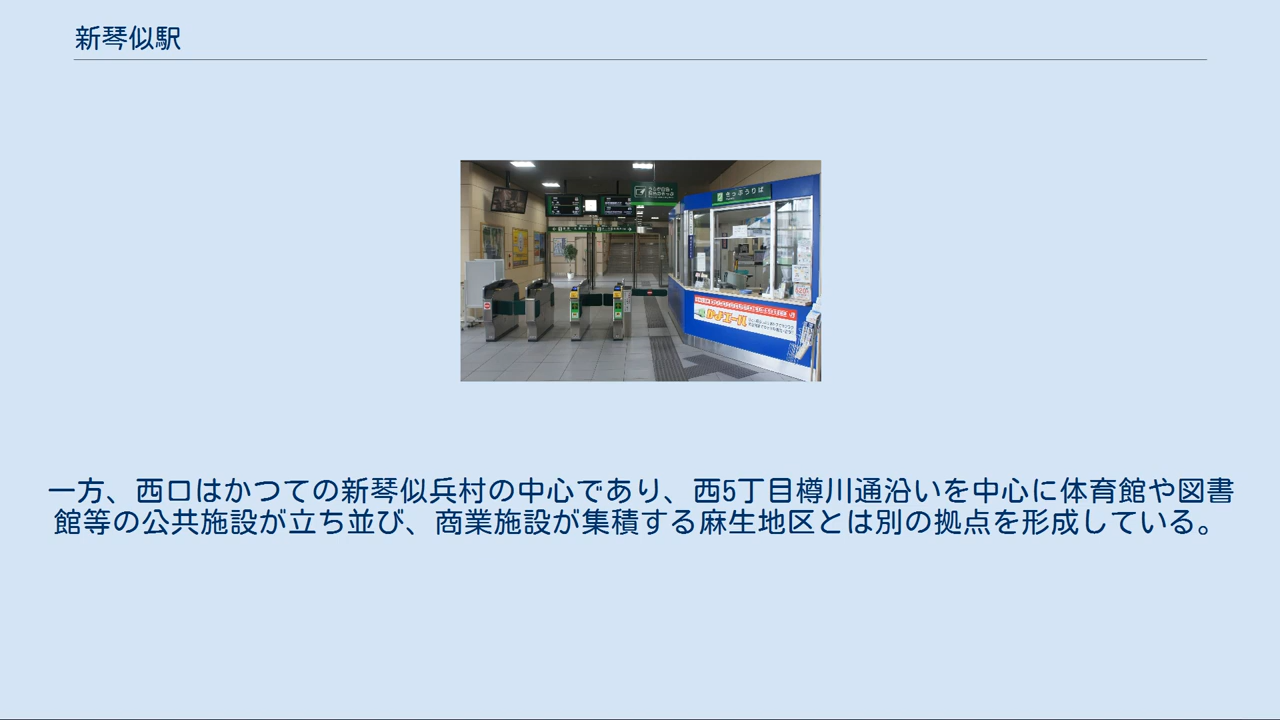 新琴似駅
きっぷうりば
一方、西口はかつての新琴似兵村の中心であり、西5丁目樽川通沿いを中心に体育館や図書
館等の公共施設が立ち並び、商業施設が集積する麻生地区とは別の拠点を形成している。